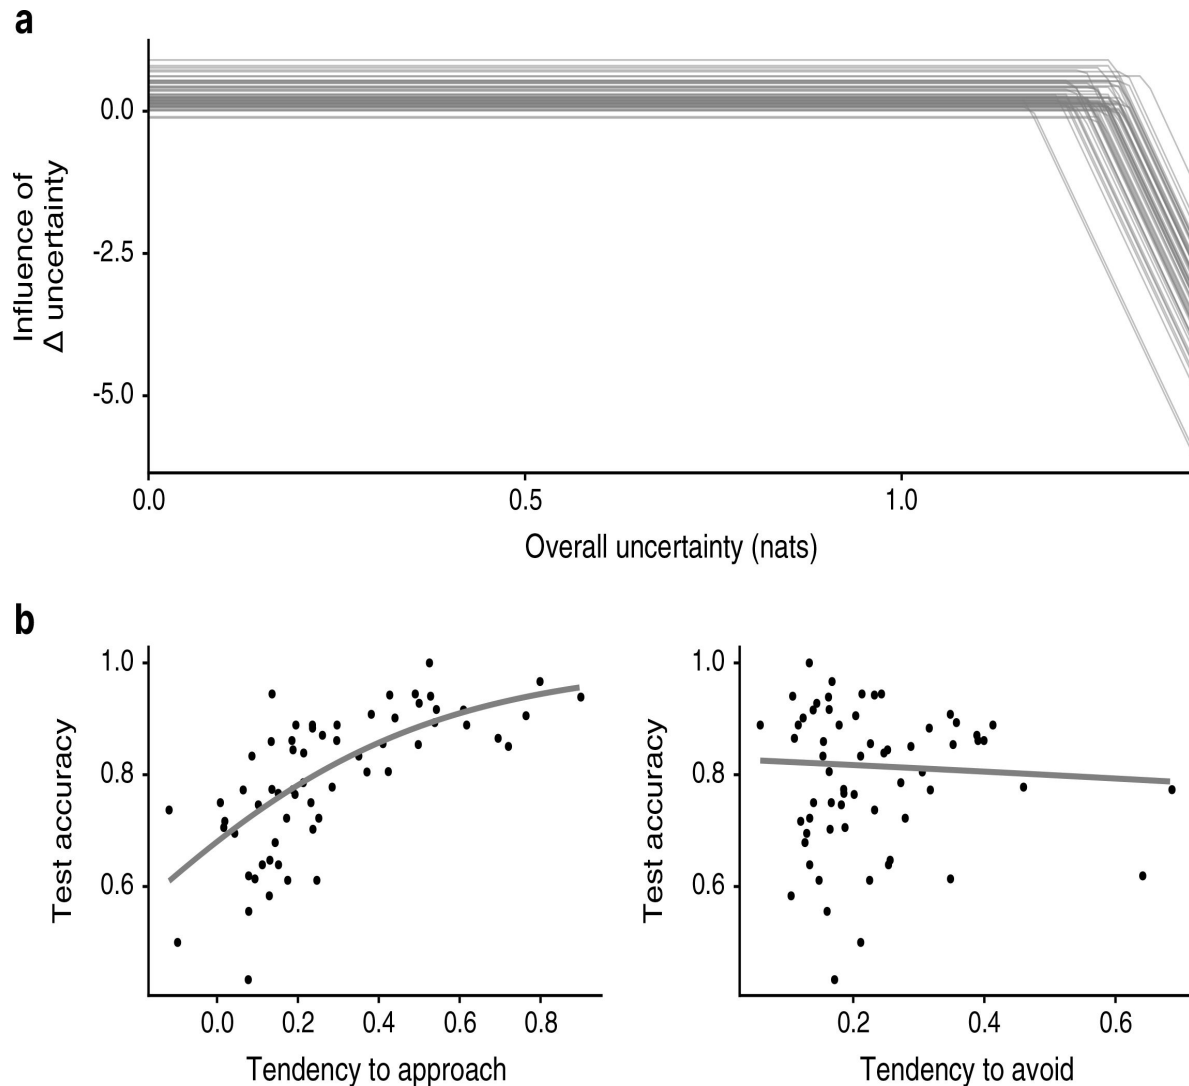 a
0.0
-2.5
-5.0
Influence of
Δ uncertainty
0.0 0.5 1.0
Overall uncertainty (nats)
b
1.0
0.8
0.6
Test accuracy
0.0 0.2 0.4 0.6 0.8
Tendency to approach
1.0
0.8
0.6
Test accuracy
0.2 0.4 0.6
Tendency to avoid